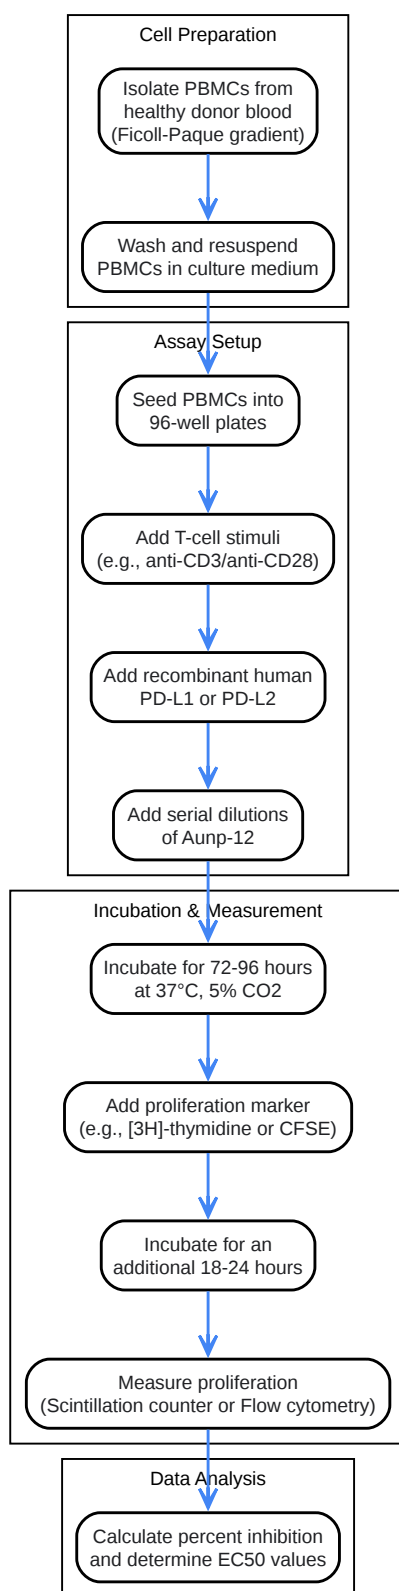 Cell Preparation
Isolate PBMCs from
healthy donor blood
(Ficoll-Paque gradient)
Wash and resuspend
PBMCs in culture medium
Assay Setup
Seed PBMCs into
96-well plates
Add T-cell stimuli
(e.g., anti-CD3/anti-CD28)
Add recombinant human
PD-L1 or PD-L2
Add serial dilutions
of Aunp-12
Incubation & Measurement
Incubate for 72-96 hours
at 37°C, 5% CO2
Add proliferation marker
(e.g., [3H]-thymidine or CFSE)
Incubate for an
additional 18-24 hours
Measure proliferation
(Scintillation counter or Flow cytometry)
Data Analysis
Calculate percent inhibition
and determine EC50 values